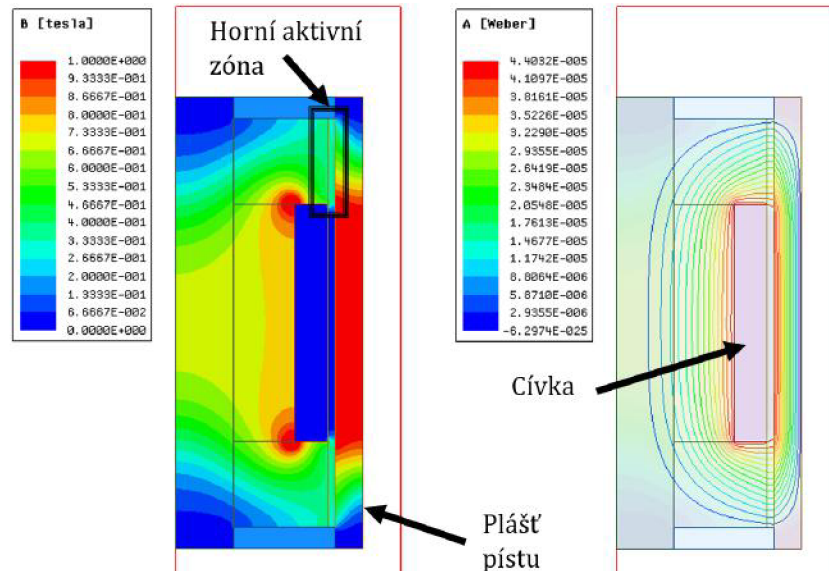 B [tesla]
1.0000E+000
9.3333E-001
8.6667E-001
8.0000E-001
7.3333E-001
6.6667E-001
6.0000E-001
5.3333E-001
4.6667E-001
4.0000E-001
3.3333E-001
2.6667E-001
2.0000E-001
1.3333E-001
6.6667E-002
0.0000E+000
Horní aktivní
zóna
Plášť
pístu
A [Weber]
4.4032E-005
4.1097E-005
3.8161E-005
3.5226E-005
3.2290E-005
2.9355E-005
2.6419E-005
2.3484E-005
2.0548E-005
1.7613E-005
1.4677E-005
1.1742E-005
8.8064E-006
5.8710E-006
2.9355E-006
-6.2974E-025
Cívka